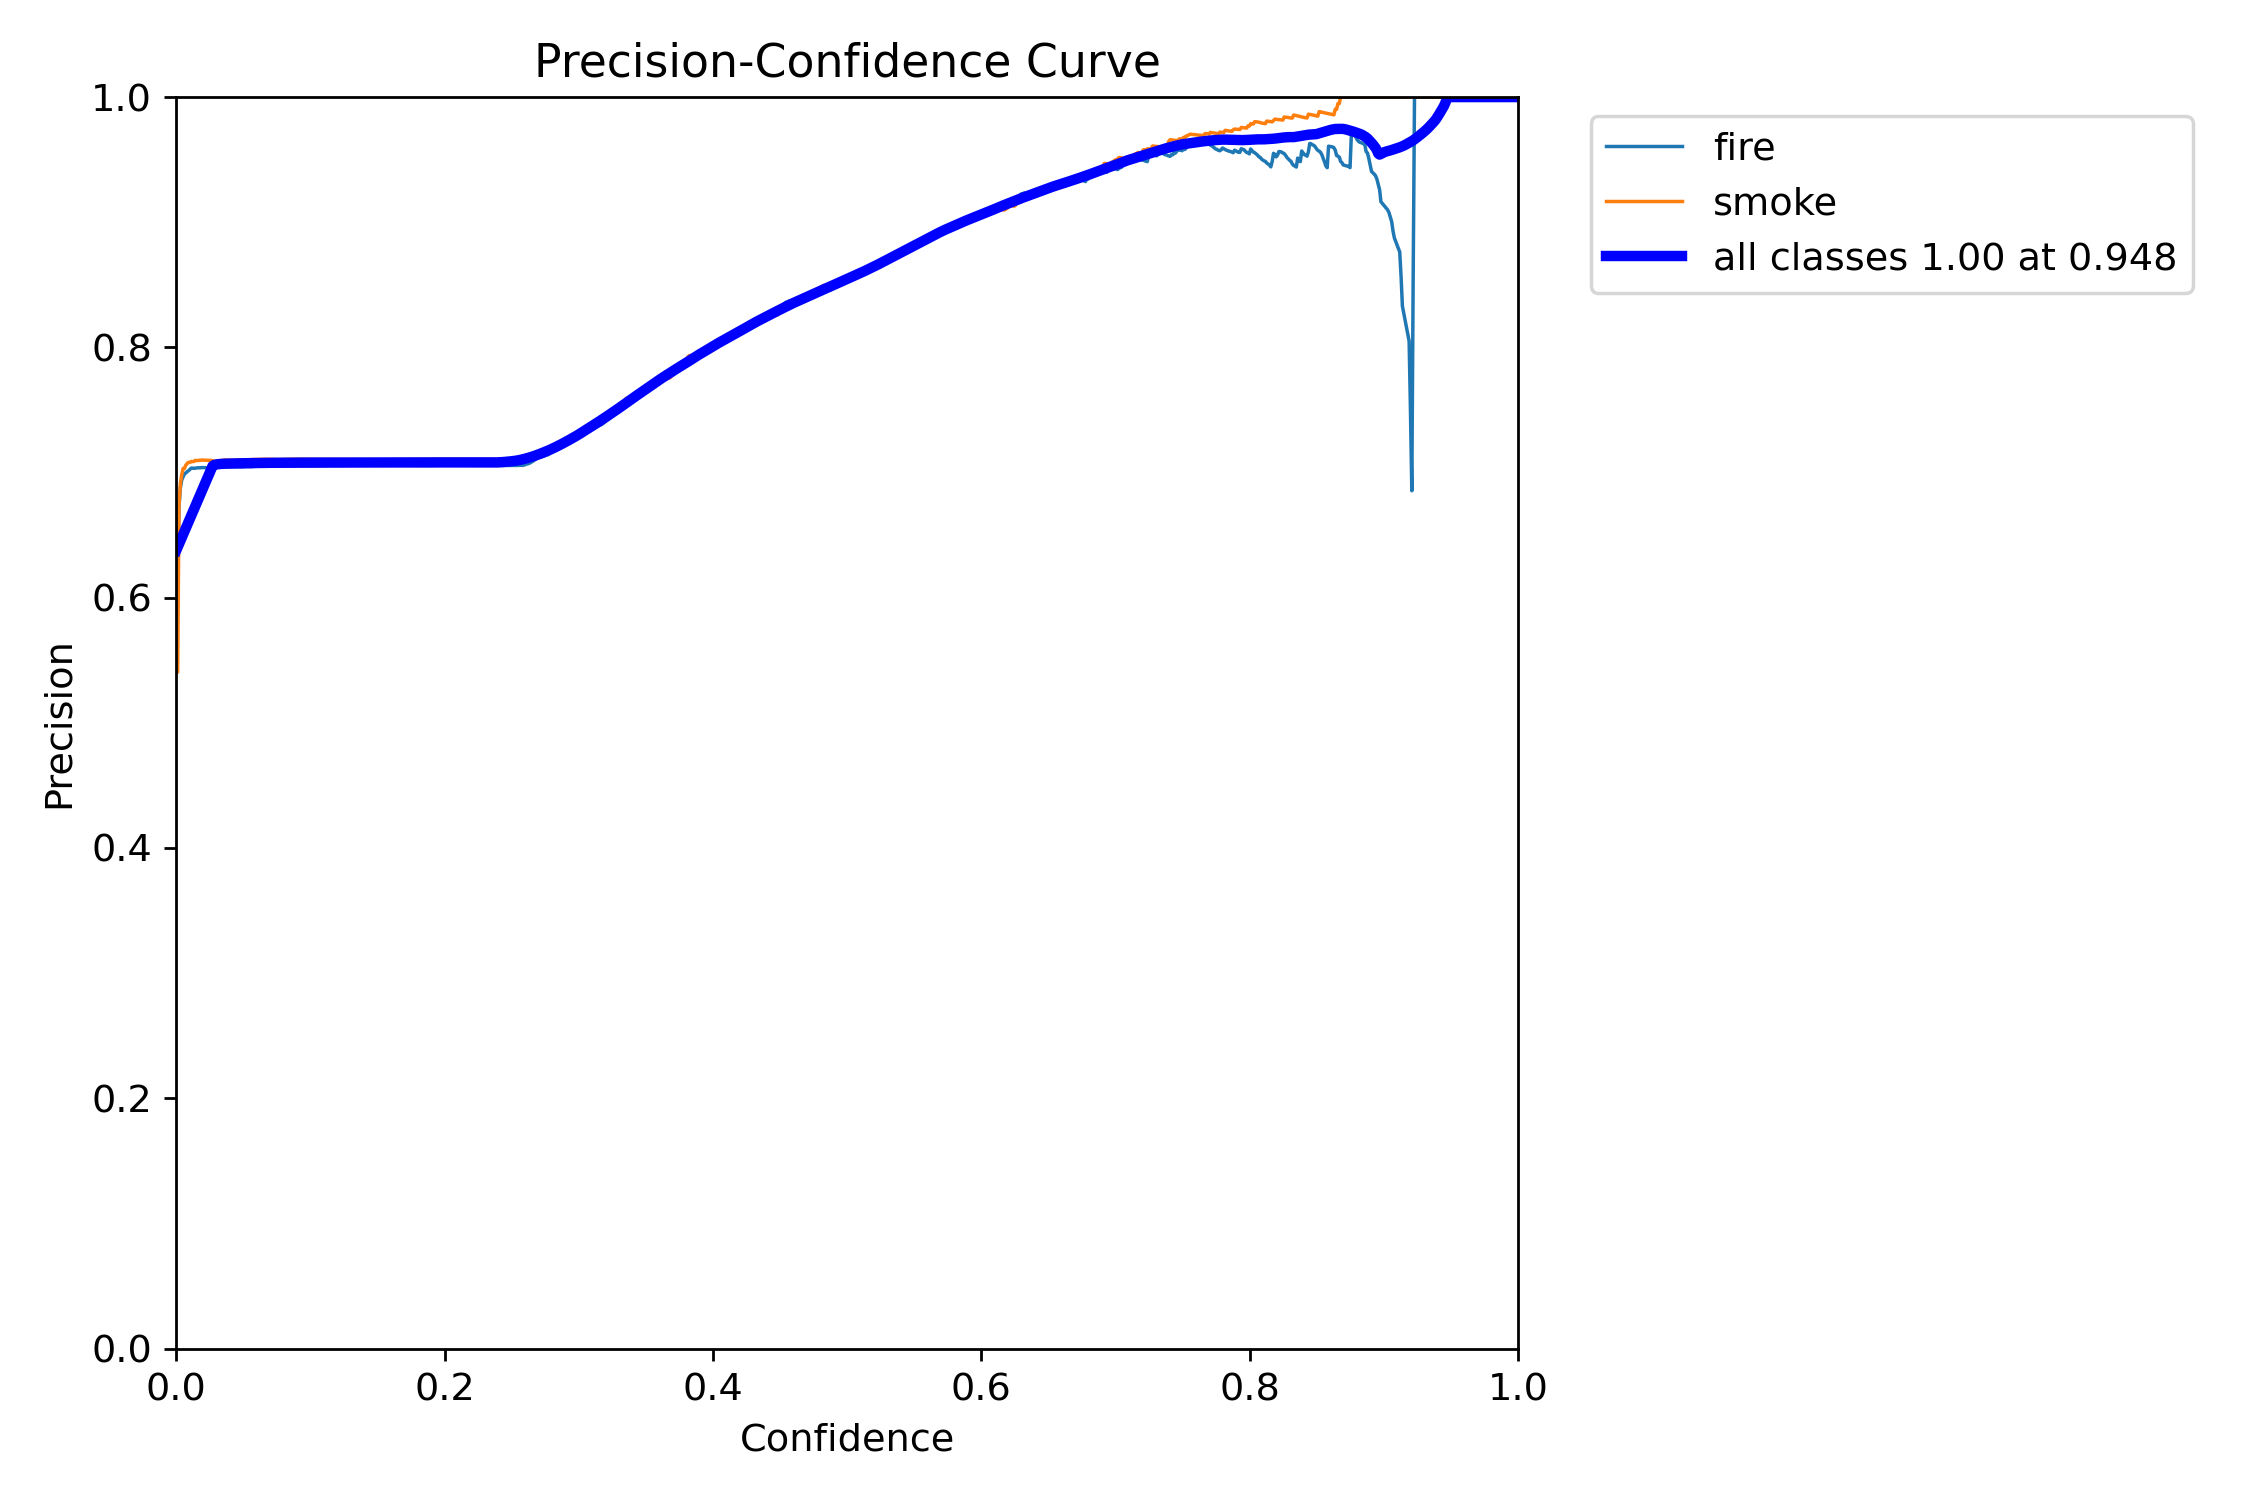 Precision-Confidence Curve
1.0
0.8
0.6
0.4
0.2
0.0
Precision
0.0 0.2 0.4 0.6 0.8 1.0
Confidence
fire
smoke
all classes 1.00 at 0.948